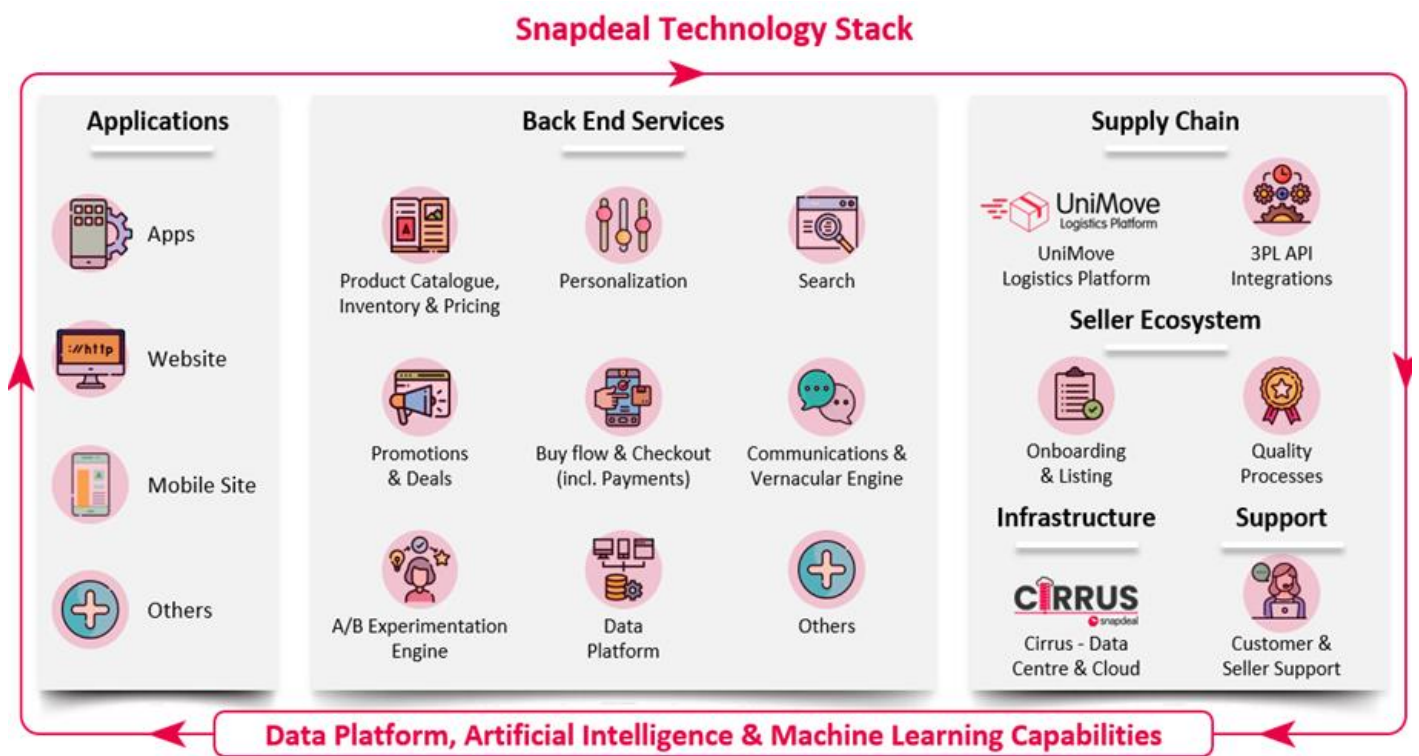 Snapdeal Technology Stack
Applications
Apps
://http
Website
Mobile Site
Others
Back End Services
A
Product Catalogue,
Inventory & Pricing
Personalization
Search
Promotions
& Deals
Buy flow & Checkout
(incl. Payments)
Communications &
Vernacular Engine
A/B Experimentation
Engine
Data
Platform
Others
Supply Chain
UniMove
Logistics Platform
UniMove
Logistics Platform
3PL API
Integrations
Seller Ecosystem
Onboarding
& Listing
Quality
Processes
Infrastructure
CIRRUS
snapdeal
Cirrus - Data
Centre & Cloud
Support
Customer &
Seller Support
Data Platform, Artificial Intelligence & Machine Learning Capabilities